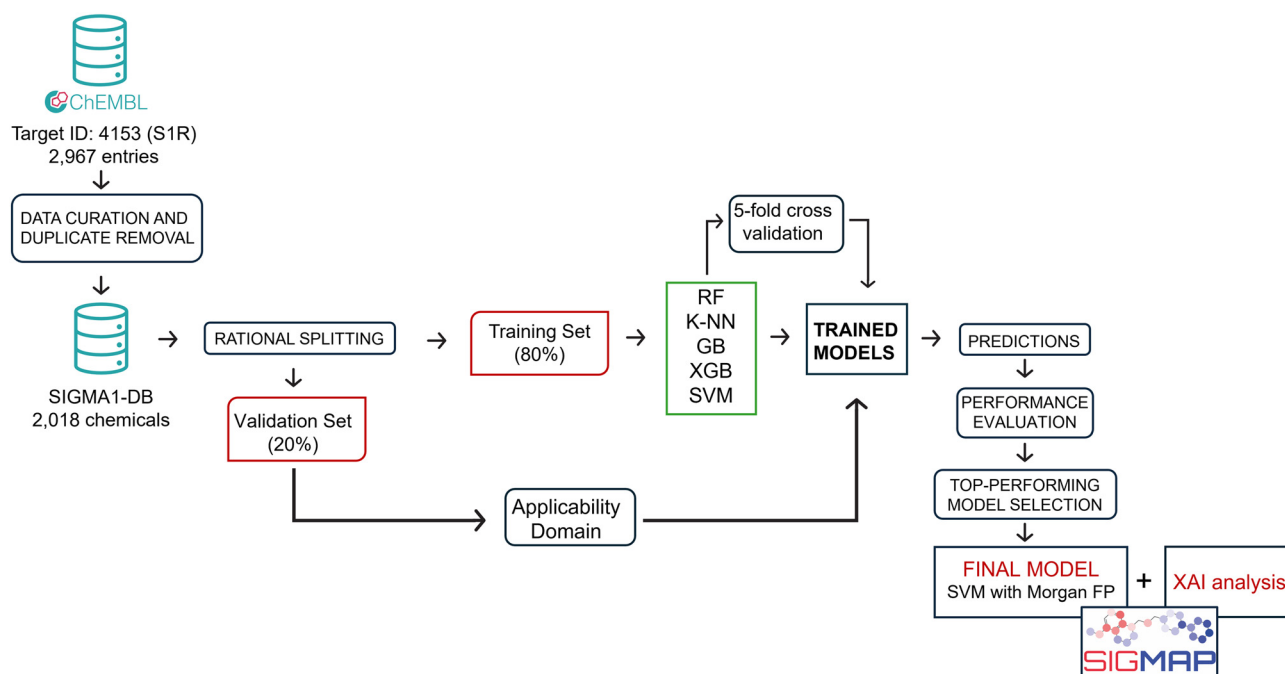 ChEMBL
Target ID: 4153 (S1R)
2,967 entries
DATA CURATION AND
DUPLICATE REMOVAL
SIGMA1-DB
2,018 chemicals
RATIONAL SPLITTING
Validation Set
(20%)
Training Set
(80%)
Applicability
Domain
RF
K-NN
GB
XGB
SVM
5-fold cross
validation
TRAINED
MODELS
PREDICTIONS
PERFORMANCE
EVALUATION
TOP-PERFORMING
MODEL SELECTION
FINAL MODEL
SVM with Morgan FP
+
XAI analysis
SIGMAP